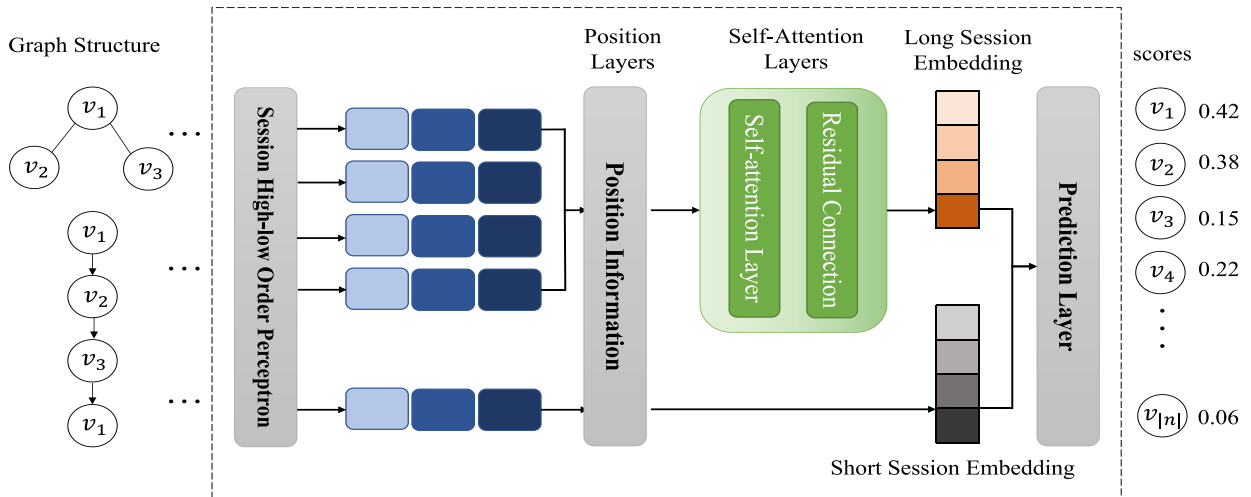 Graph Structure
v1
v2
v3
...
v1
v2
v3
v1
...
...
Session High-low Order Perceptron
Position
Layers
Position Information
Self-Attention
Layers
Self-attention Layer
Residual Connection
Long Session
Embedding
Short Session Embedding
Prediction Layer
scores
v1 0.42
v2 0.38
v3 0.15
v4 0.22
v|n| 0.06